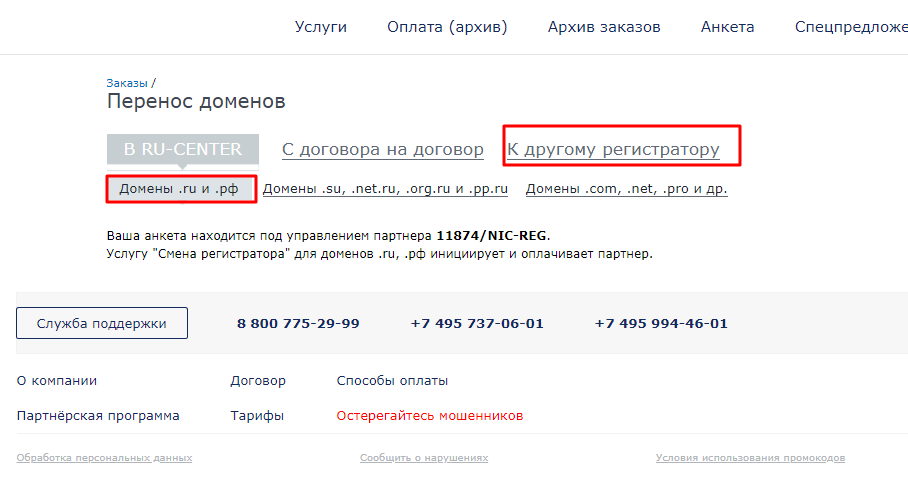 Услуги Оплата (архив) Архив заказов Анкета Спецпредложе
Заказы /
Перенос доменов
В RU-CENTER С договора на договор К другому регистратору
Домены .ru и .рф Домены .su, .net.ru, .org.ru и .pp.ru Домены .com, .net, .pro и др.
Ваша анкета находится под управлением партнера 11874/NIC-REG.
Услугу "Смена регистратора" для доменов .ru, .рф инициирует и оплачивает партнер.
Служба поддержки 8 800 775-29-99 +7 495 737-06-01 +7 495 994-46-01
О компании Договор Способы оплаты
Партнёрская программа Тарифы Остерегайтесь мошенников
Обработка персональных данных Сообщить о нарушениях Условия использования промокодов